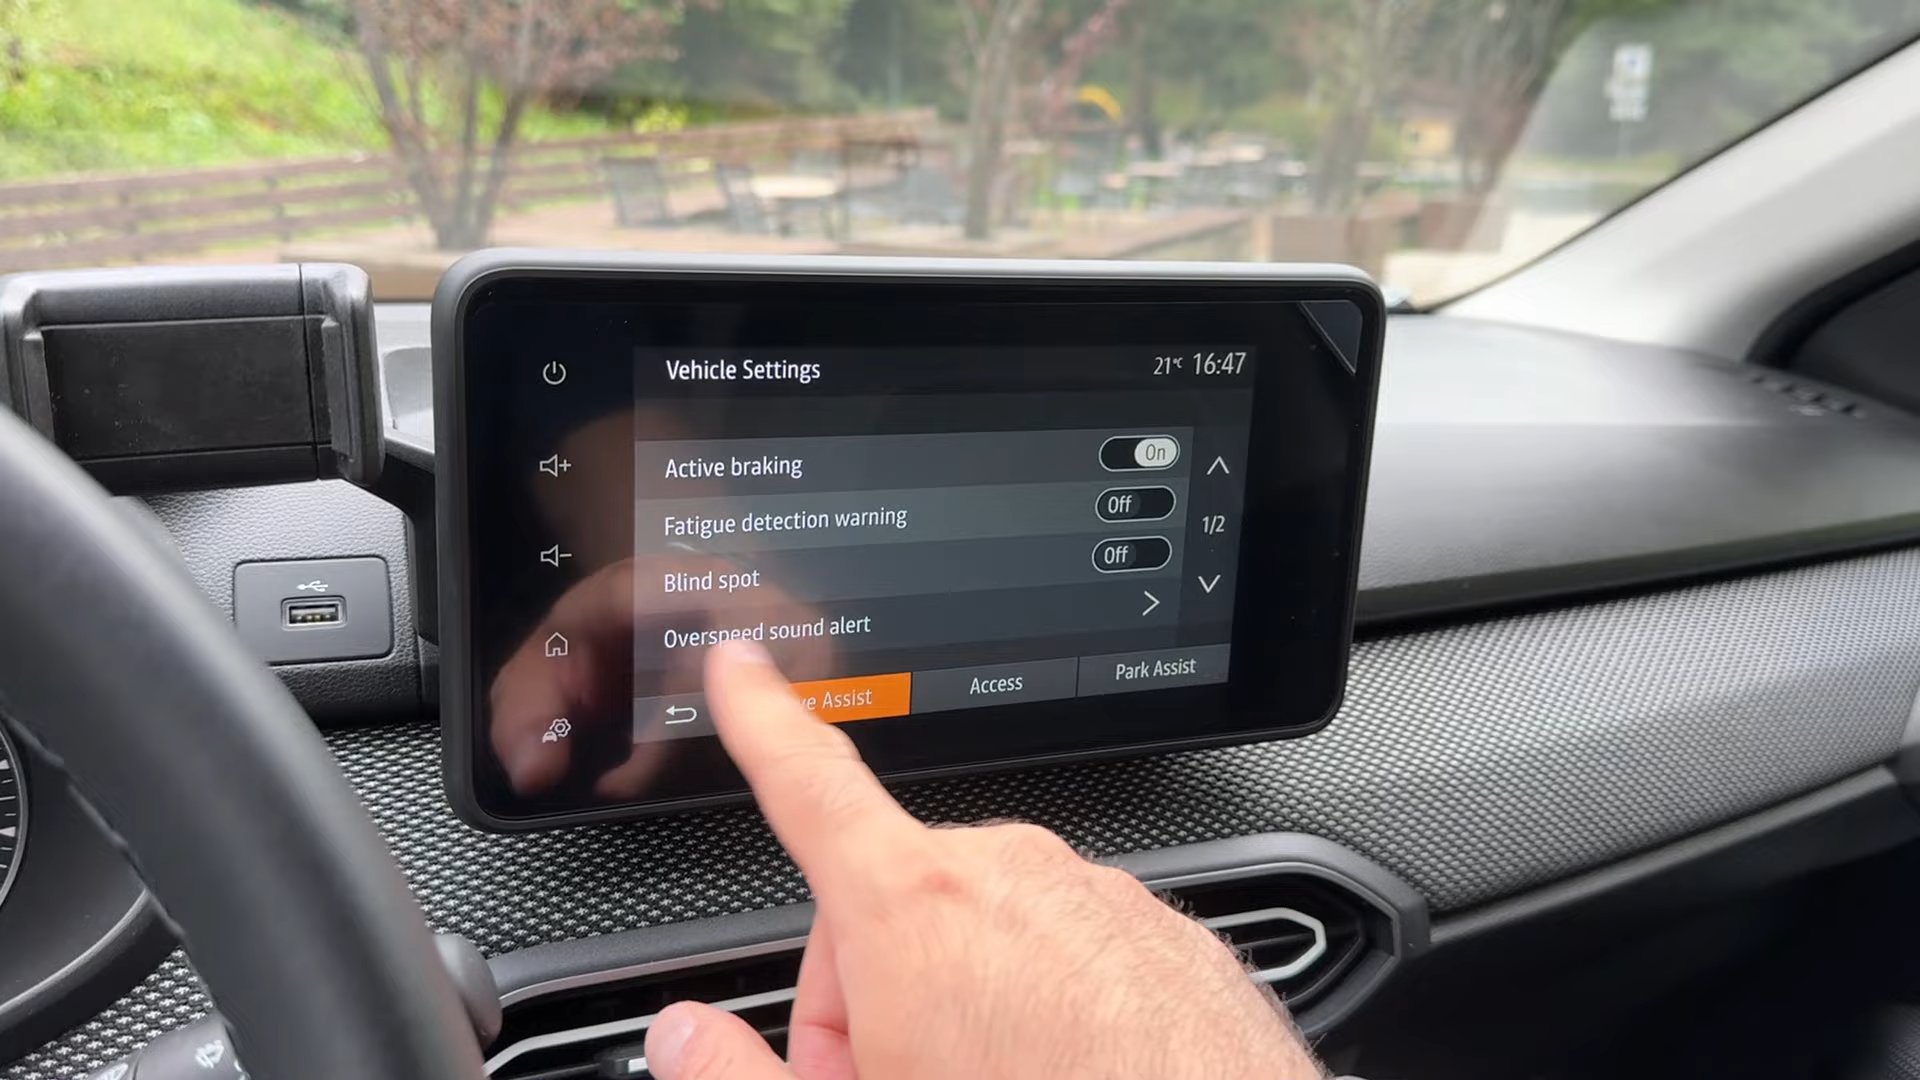 Vehicle Settings
21°C 16:47
Active braking On
Fatigue detection warning Off
Blind spot Off
1/2
Overspeed sound alert
Assist Access Park Assist